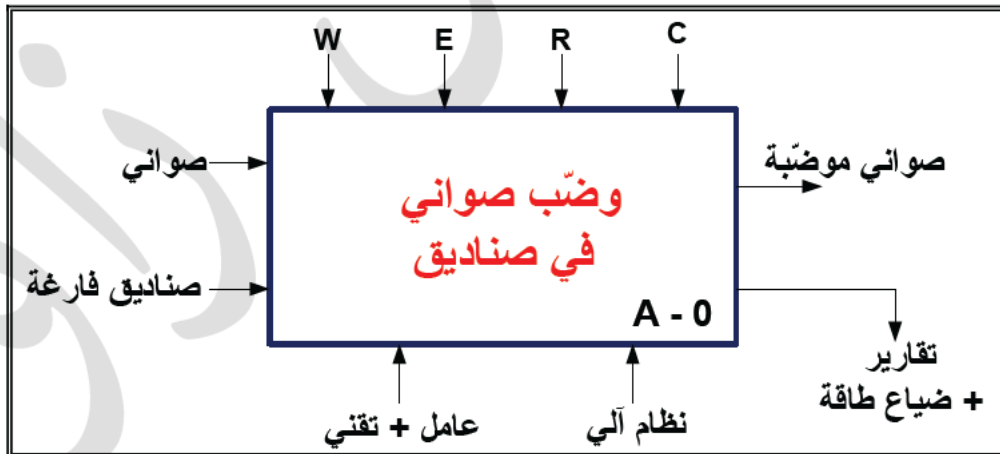 W E R C
صواني
صواني موضّبة
وضّب صواني
في صناديق
صناديق فارغة
A - 0
تقارير
+ ضياع طاقة
عامل + تقني
نظام آلي